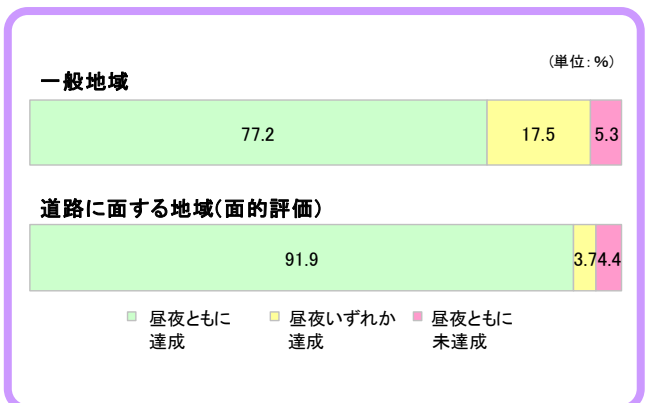 (単位:%)
一般地域
77.2 17.5 5.3
道路に面する地域(面的評価)
91.9 3.7 4.4
昼夜ともに達成
昼夜いずれか達成
昼夜ともに未達成